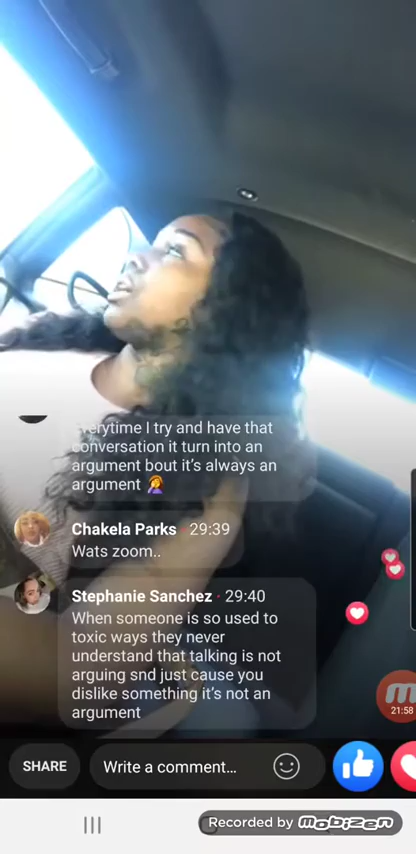 everytime I try and have that
conversation it turn into an
argument bout it's always an
argument 🤦‍♀️
Chakela Parks · 29:39
Wats zoom..
Stephanie Sanchez · 29:40
When someone is so used to
toxic ways they never
understand that talking is not
arguing snd just cause you
dislike something it's not an
argument
21:58
SHARE
Write a comment...
Recorded by mobizen